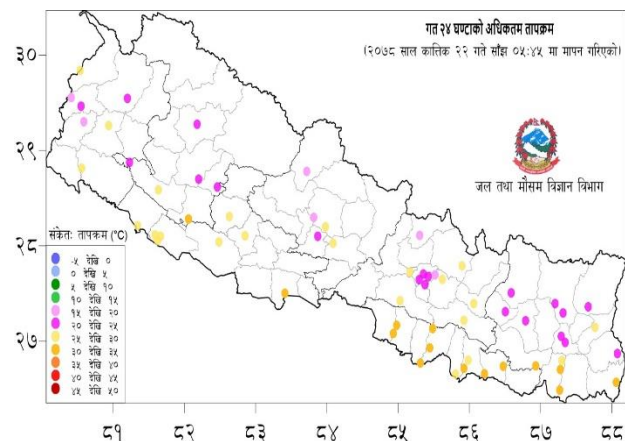 गत २४ घण्टाको अधिकतम तापक्रम
(२०७८ साल कात्तिक २२ गते साँझ ०५:४५ मा मापन गरिएको)
जल तथा मौसम विज्ञान विभाग
३०
२९
२८
२७
संकेतः तापक्रम (°C)
-५ देखि ०
० देखि ५
५ देखि १०
१० देखि १५
१५ देखि २०
२० देखि २५
२५ देखि ३०
३० देखि ३५
३५ देखि ४०
४० देखि ४५
४५ देखि ५०
८१ ८२ ८३ ८४ ८५ ८६ ८७ ८८